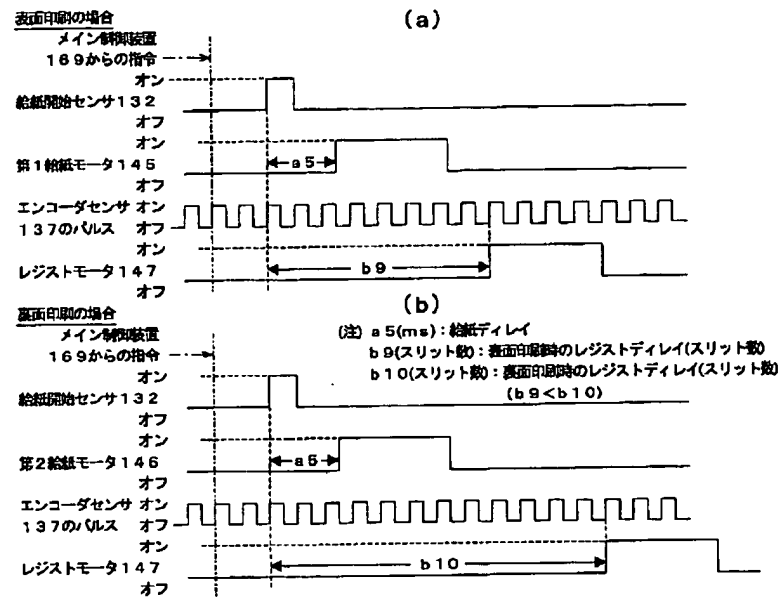 (a)
表面印刷の場合
メイン制御装置
169からの指令
オン
給紙開始センサ132
オフ
オン
第1給紙モータ145
a5
オフ
エンコーダセンサ オン
137のパルス オフ
オン
レジストモータ147
b9
オフ
(b)
裏面印刷の場合
メイン制御装置
169からの指令
(注) a5(ms):給紙ディレイ
b9(スリット数):表面印刷時のレジストディレイ(スリット数)
b10(スリット数):裏面印刷時のレジストディレイ(スリット数)
(b9<b10)
オン
給紙開始センサ132
オフ
オン
第2給紙モータ146
a5
オフ
エンコーダセンサ オン
137のパルス オフ
オン
レジストモータ147
b10
オフ